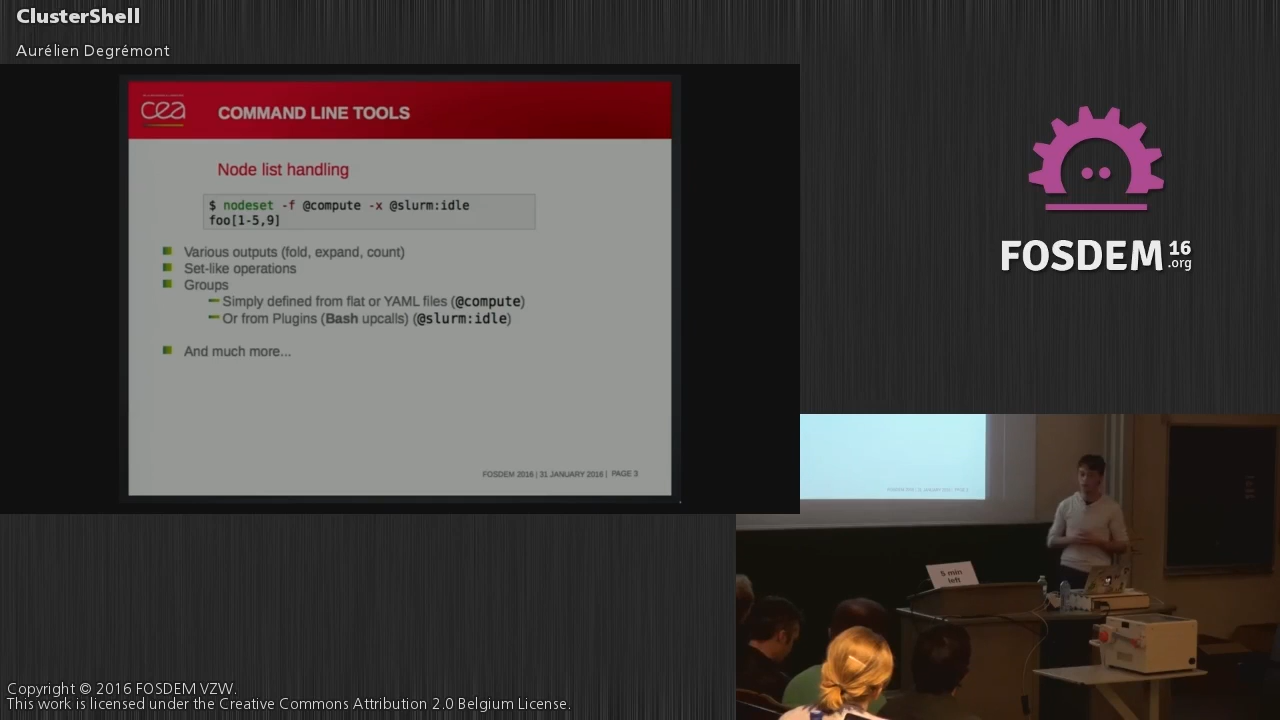 ClusterShell
Aurélien Degrémont
cea
COMMAND LINE TOOLS
Node list handling
$ nodeset -f @compute -x @slurm:idle
foo[1-5,9]
Various outputs (fold, expand, count)
Set-like operations
Groups
Simply defined from flat or YAML files (@compute)
Or from Plugins (Bash upcalls) (@slurm:idle)
And much more...
FOSDEM 2016 | 31 JANUARY 2016 | PAGE 3
FOSDEM 16
.org
5 min
left
Copyright © 2016 FOSDEM VZW.
This work is licensed under the Creative Commons Attribution 2.0 Belgium License.